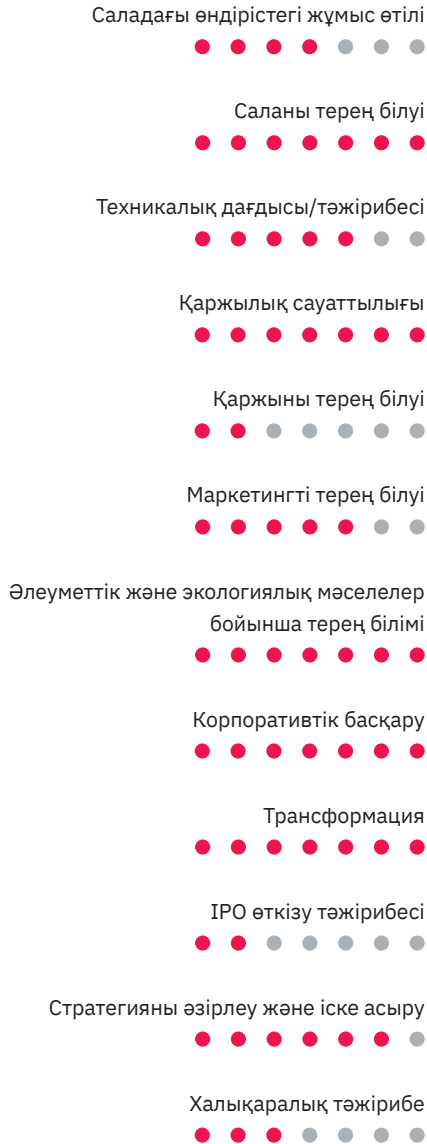 Саладағы өндірістегі жұмыс өтілі
Саланы терең білуі
Техникалық дағдысы/тәжірибесі
Қаржылық сауаттылығы
Қаржыны терең білуі
Маркетингті терең білуі
Әлеуметтік және экологиялық мәселелер
бойынша терең білімі
Корпоративтік басқару
Трансформация
IPO өткізу тәжірибесі
Стратегияны әзірлеу және іске асыру
Халықаралық тәжірибе